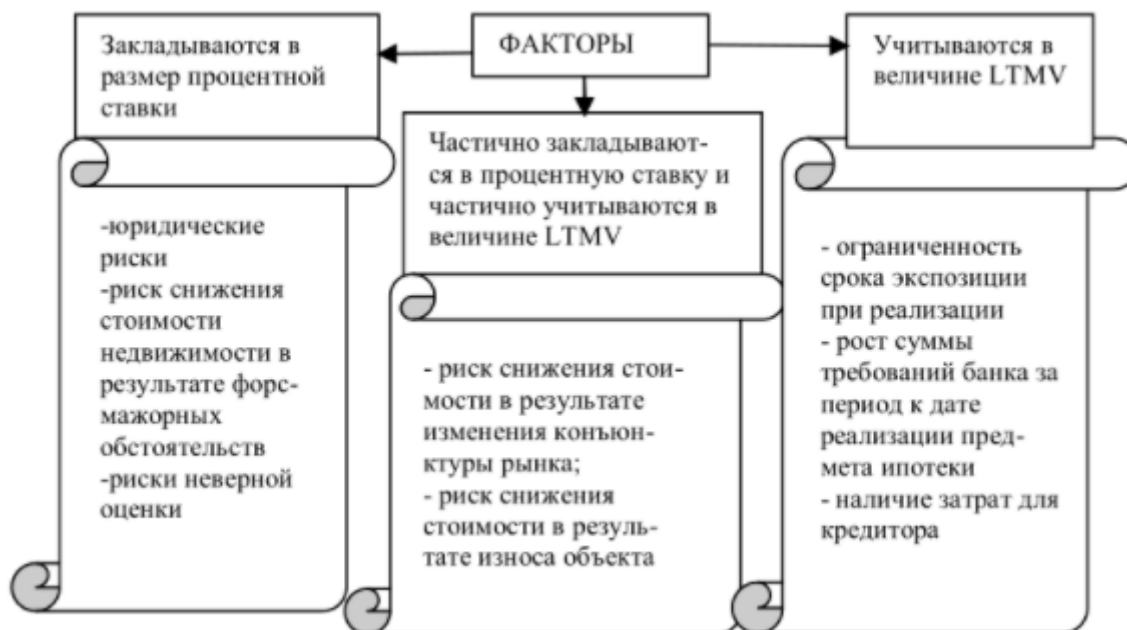 ФАКТОРЫ
Закладываются в
размер процентной
ставки
-юридические
риски
-риск снижения
стоимости
недвижимости в
результате форс-
мажорных
обстоятельств
-риски неверной
оценки
Частично закладывают-
ся в процентную ставку и
частично учитываются в
величине LTMV
- риск снижения стои-
мости в результате
изменения конъюн-
ктуры рынка;
- риск снижения
стоимости в резуль-
тате износа объекта
Учитываются в
величине LTMV
- ограниченность
срока экспозиции
при реализации
- рост суммы
требований банка за
период к дате
реализации пред-
мета ипотеки
- наличие затрат для
кредитора